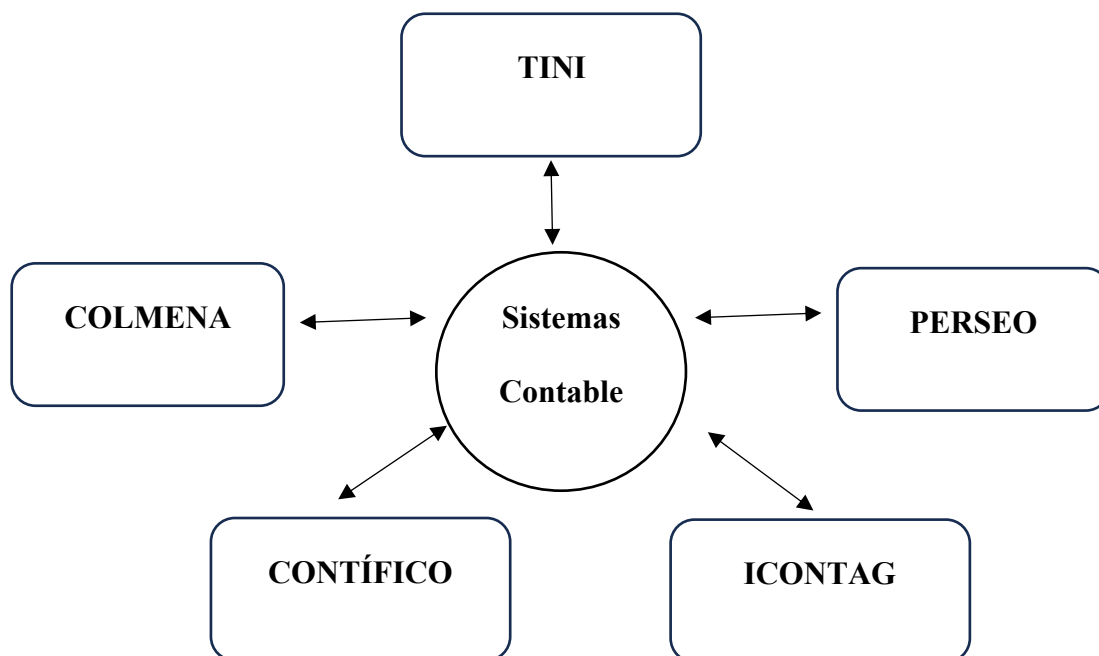 TINI
COLMENA
Sistemas
Contable
PERSEO
CONTÍFICO
ICONTAG